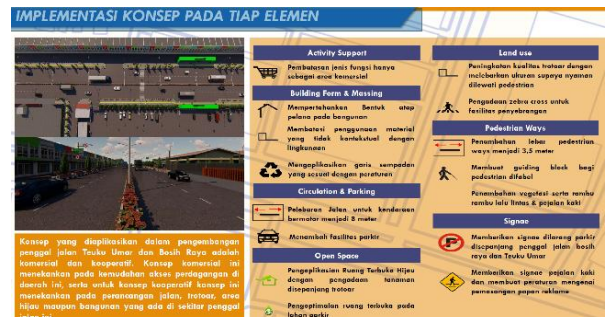 IMPLEMENTASI KONSEP PADA TIAP ELEMEN
Konsep yang diaplikasikan dalam pengembangan
penggal jalan Teuku Umar dan Bosih Raya adalah
komersial dan kooperatif. Konsep komersial ini
menekankan pada kemudahan akses perdagangan di
daerah ini, serta untuk konsep kooperatif konsep ini
menekankan pada perancangan jalan, trotoar, area
hijau maupun bangunan yang ada di sekitar penggal
jalan ini
Activity Support
Pembatasan jenis fungsi hanya
sebagai area komersial
Building Form & Massing
Mempertahankan Bentuk atap
pelana pada bangunan
Membatasi penggunaan material
yang tidak kontekstual dengan
lingkungan
Mengaplikasikan garis sempadan
yang sesuai dengan peraturan
Circulation & Parking
Pelebaran Jalan untuk kendaraan
bermotor menjadi 8 meter
Menambah fasilitas parkir
Open Space
Pengaplikasian Ruang Terbuka Hijau
dengan pengadaan tanaman
disepanjang trotoar
Pengoptimalan ruang terbuka pada
lahan parkir
Land use
Peningkatan kualitas trotoar dengan
melebarkan ukuran supaya nyaman
dilewati pedestrian
Pengadaan zebra cross untuk
fasilitas penyebrangan
Pedestrian Ways
Penambahan lebar pedestrian
ways menjadi 3,5 meter
Membuat guiding block bagi
pedestrian difabel
Penambahan vegetasi serta rambu
rambu lalu lintas & pejalan kaki
Signage
Memberikan signage dilarang parkir
disepanjang penggal jalan bosih
raya dan Teuku Umar
Memberikan signage pejalan kaki
dan membuat peraturan mengenai
pemasangan papan reklame